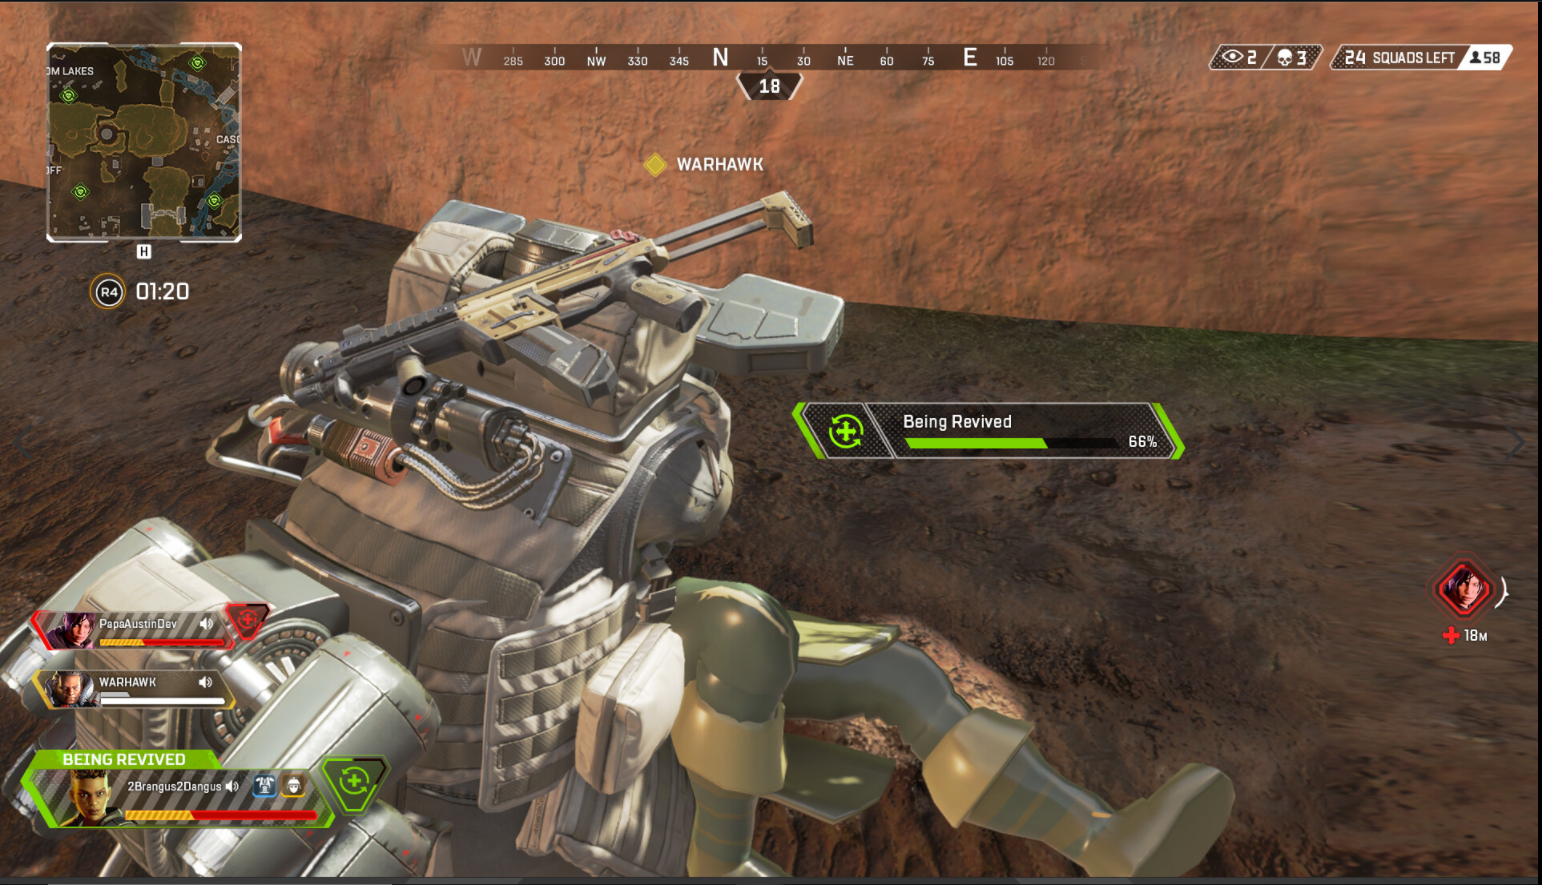 W 285 300 NW 330 345 N 15 30 NE 60 75 E 105 120
18
2 3
24 SQUADS LEFT 58
OM LAKES
CASC
OFF
H
R4 01:20
WARHAWK
Being Revived
66%
18M
PapaAustinDev
WARHAWK
BEING REVIVED
2Brangus2Dangus